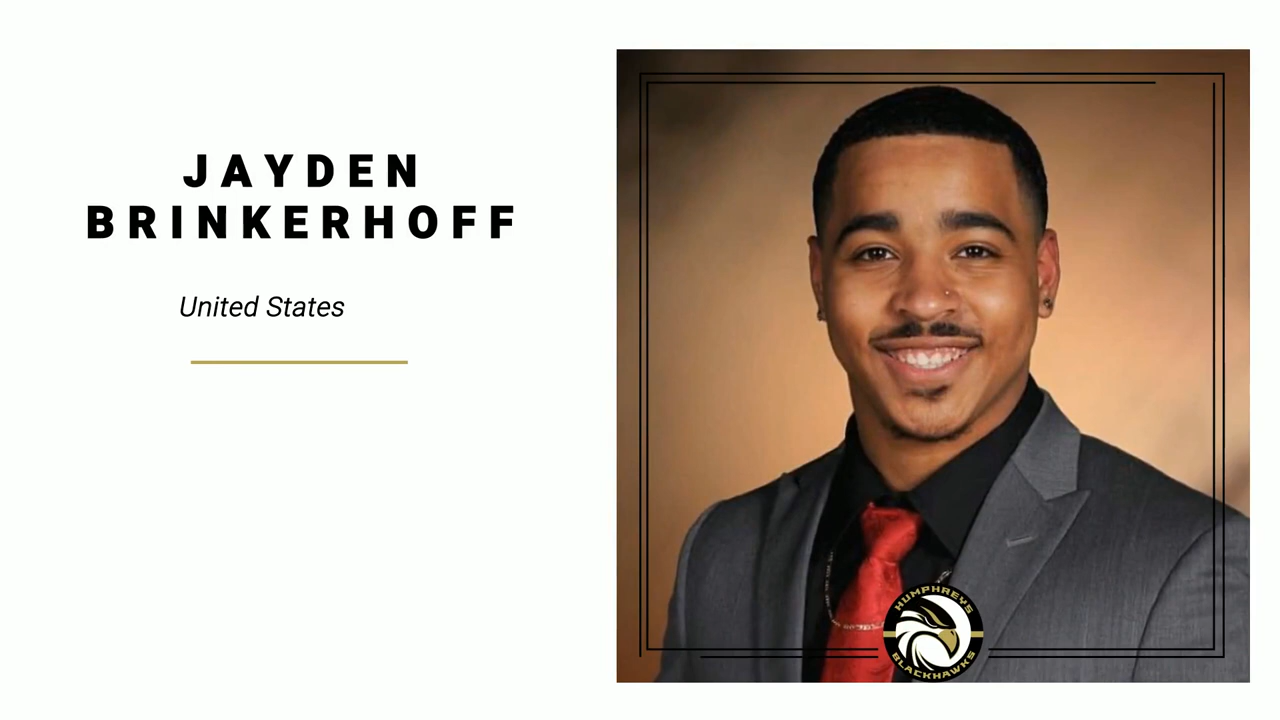 JAYDEN
BRINKERHOFF
United States
HUMPHREYS
BLACKHAWKS